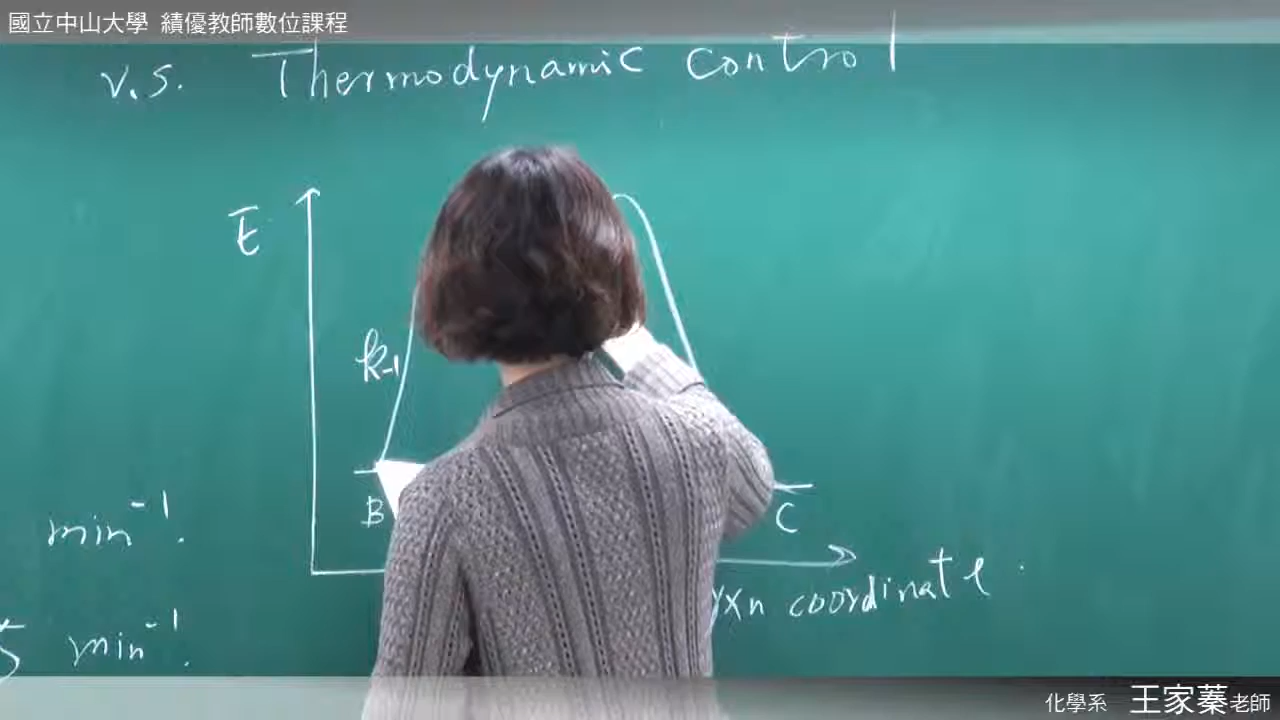 國立中山大學 績優教師數位課程
v.s. Thermodynamic control
E
k-1
B
C
rxn coordinate.
min⁻¹.
5 min⁻¹.
化學系 王家蓁老師